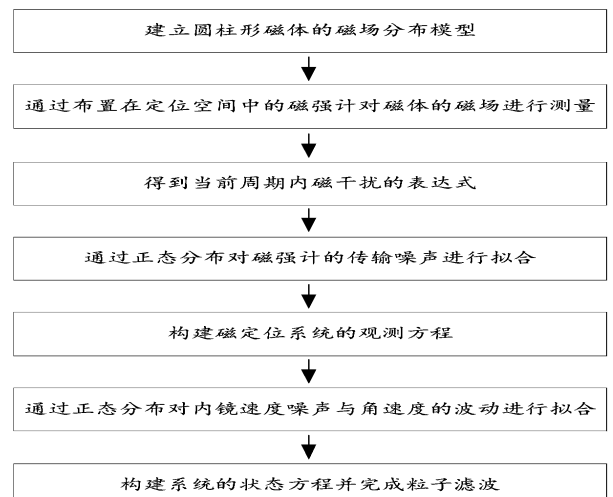 建立圆柱形磁体的磁场分布模型
通过布置在定位空间中的磁强计对磁体的磁场进行测量
得到当前周期内磁干扰的表达式
通过正态分布对磁强计的传输噪声进行拟合
构建磁定位系统的观测方程
通过正态分布对内镜速度噪声与角速度的波动进行拟合
构建系统的状态方程并完成粒子滤波